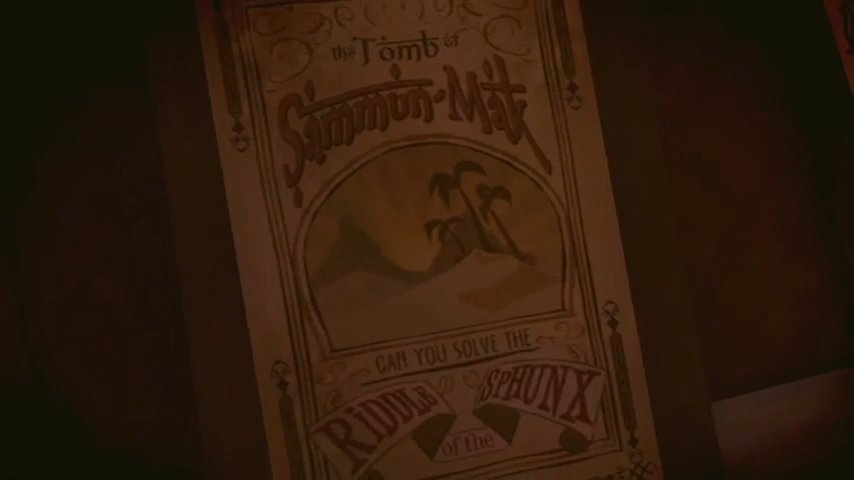 the Tomb of
Sammun-Mak
CAN YOU SOLVE THE
RIDDLE
of the
SPHUNX